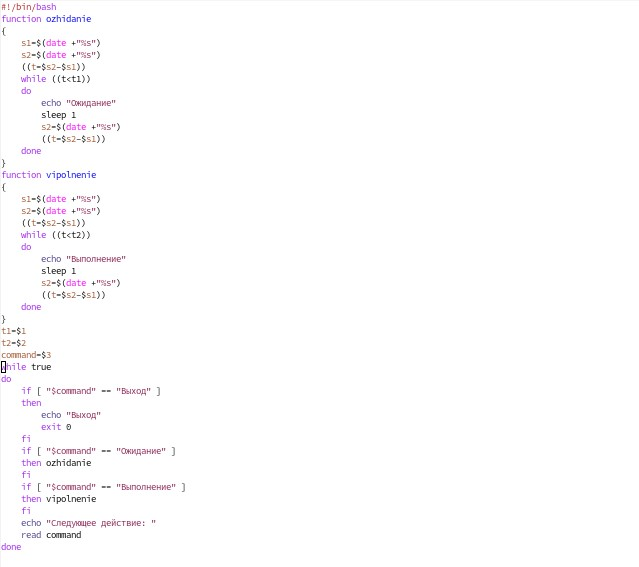 #!/bin/bash
function ozhidanie
{
    s1=$(date +"%s")
    s2=$(date +"%s")
    ((t=$s2-$s1))
    while ((t<t1))
    do
        echo "Ожидание"
        sleep 1
        s2=$(date +"%s")
        ((t=$s2-$s1))
    done
}
function vipolnenie
{
    s1=$(date +"%s")
    s2=$(date +"%s")
    ((t=$s2-$s1))
    while ((t<t2))
    do
        echo "Выполнение"
        sleep 1
        s2=$(date +"%s")
        ((t=$s2-$s1))
    done
}
t1=$1
t2=$2
command=$3
while true
do
    if [ "$command" == "Выход" ]
    then
        echo "Выход"
        exit 0
    fi
    if [ "$command" == "Ожидание" ]
    then ozhidanie
    fi
    if [ "$command" == "Выполнение" ]
    then vipolnenie
    fi
    echo "Следующее действие: "
    read command
done